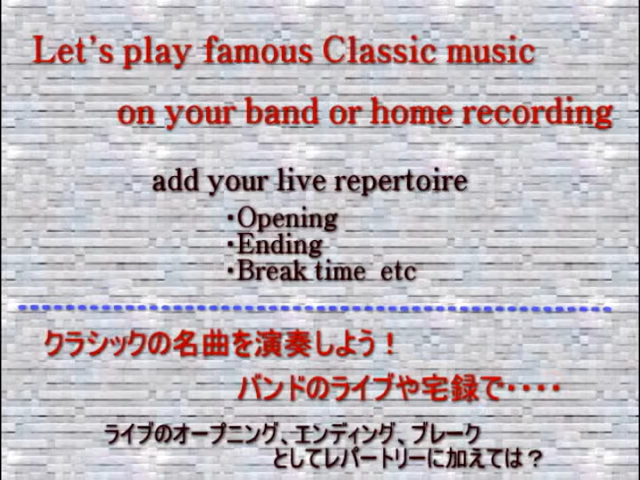 Let's play famous Classic music
on your band or home recording
add your live repertoire
・Opening
・Ending
・Break time etc
クラシックの名曲を演奏しよう！
バンドのライブや宅録で・・・・
ライブのオープニング、エンディング、ブレーク
としてレパートリーに加えては？